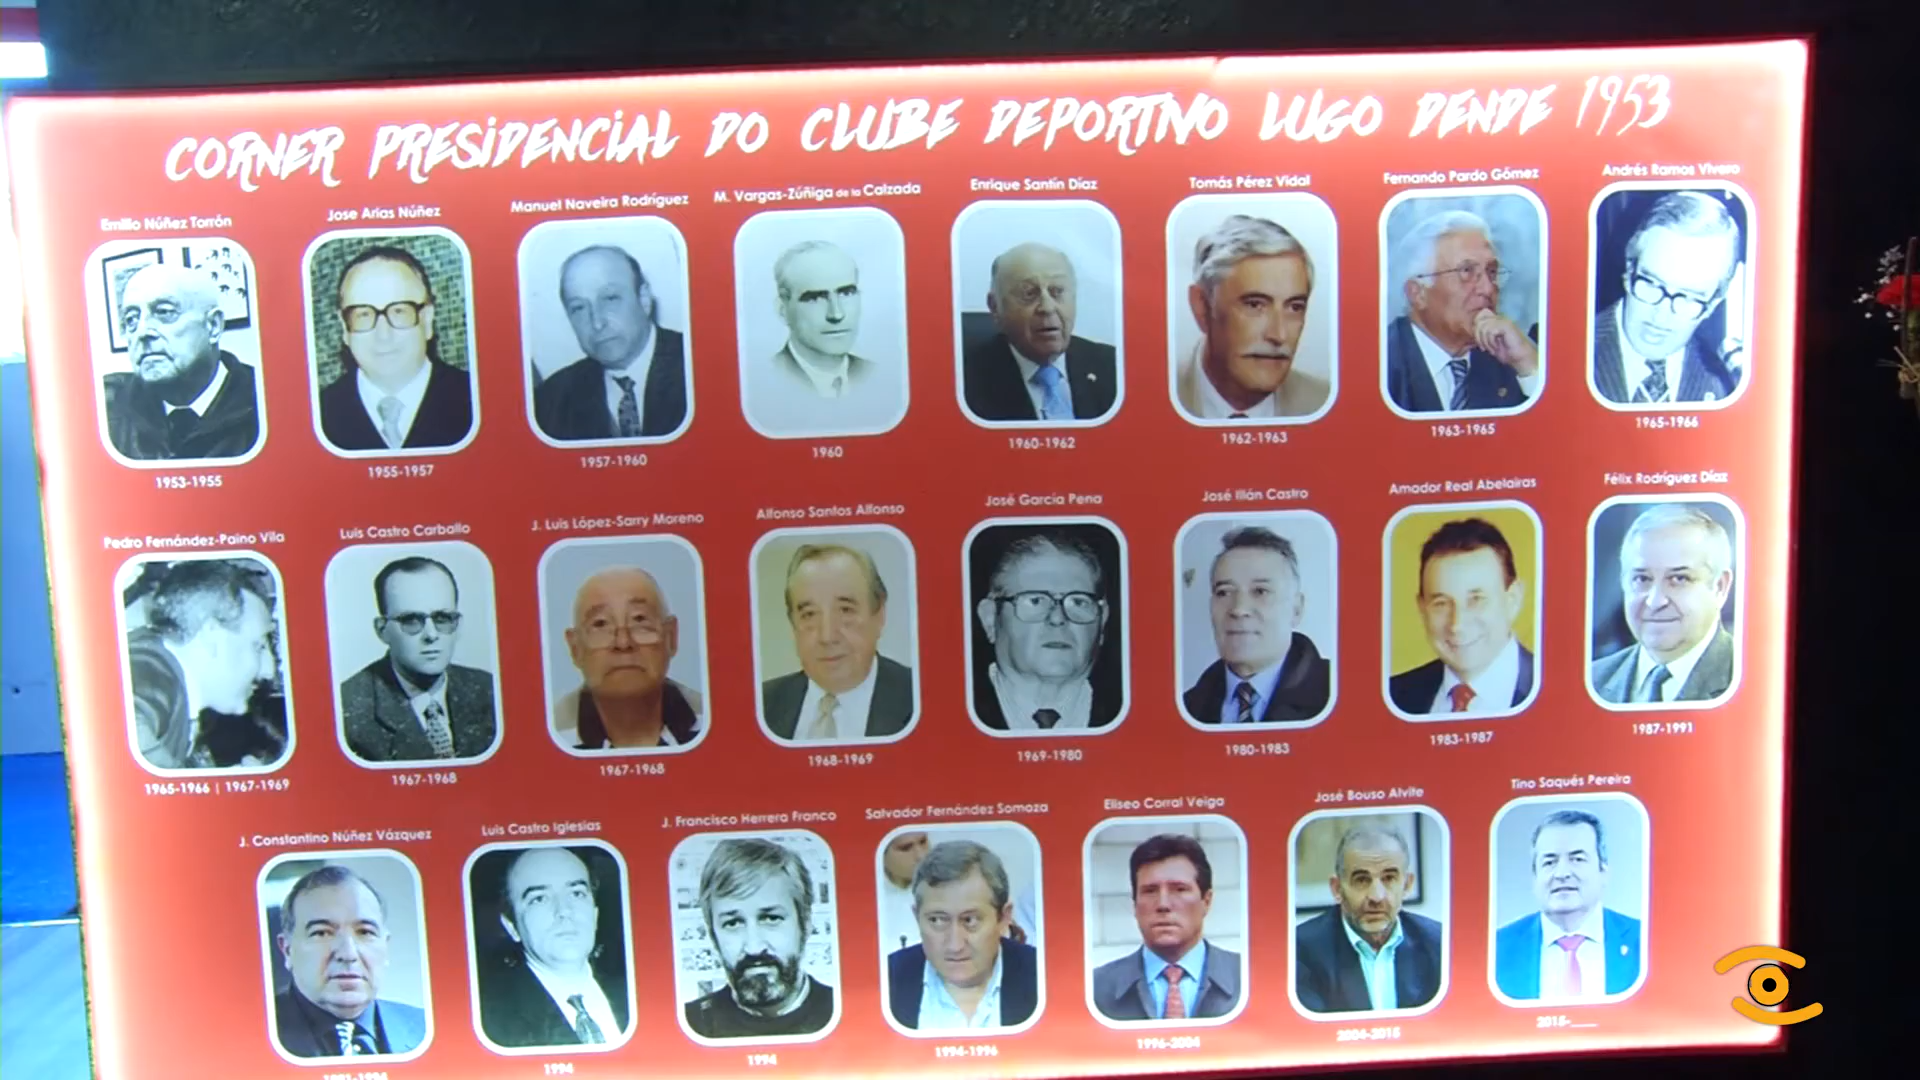 CORNER PRESIDENCIAL DO CLUBE DEPORTIVO LUGO DENDE 1953
Emilio Núñez Torrón
Jose Arias Núñez
Manuel Naveira Rodríguez
M. Vargas-Zúñiga de la Calzada
Enrique Santín Díaz
Tomás Pérez Vidal
Fernando Pardo Gómez
Andrés Ramos Vivero
1953-1955
1955-1957
1957-1960
1960
1960-1962
1962-1963
1963-1965
1965-1966
Pedro Fernández-Paino Vila
Luis Castro Carballo
J. Luis López-Sarry Moreno
Alfonso Santos Alfonso
José García Pena
José Illán Castro
Amador Real Abelairas
Félix Rodríguez Díaz
1965-1966 | 1967-1969
1967-1968
1967-1968
1968-1969
1969-1980
1980-1983
1983-1987
1987-1991
J. Constantino Núñez Vázquez
Luis Castro Iglesias
J. Francisco Herrera Franco
Salvador Fernández Somoza
Eliseo Corral Veiga
José Bouso Alvite
Tino Saqués Pereira
1991-1994
1994
1994
1994-1996
1996-2004
2004-2015
2015-____